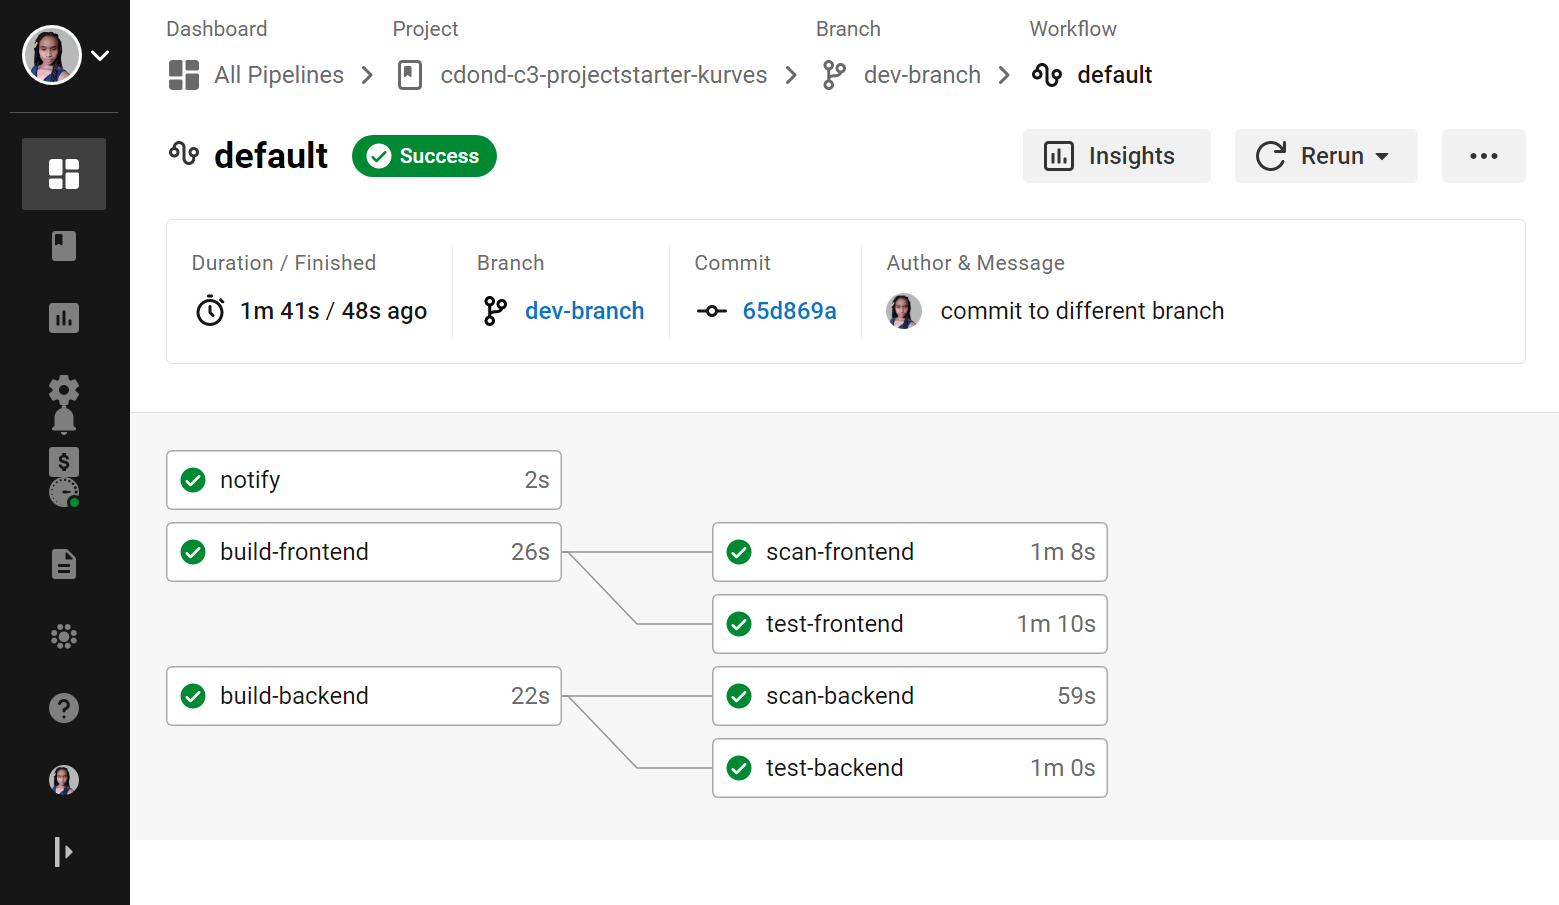 Dashboard Project Branch Workflow
All Pipelines cdond-c3-projectstarter-kurves dev-branch default
default Success Insights Rerun
Duration / Finished Branch Commit Author & Message
1m 41s / 48s ago dev-branch 65d869a commit to different branch
notify 2s
build-frontend 26s scan-frontend 1m 8s
test-frontend 1m 10s
build-backend 22s scan-backend 59s
test-backend 1m 0s